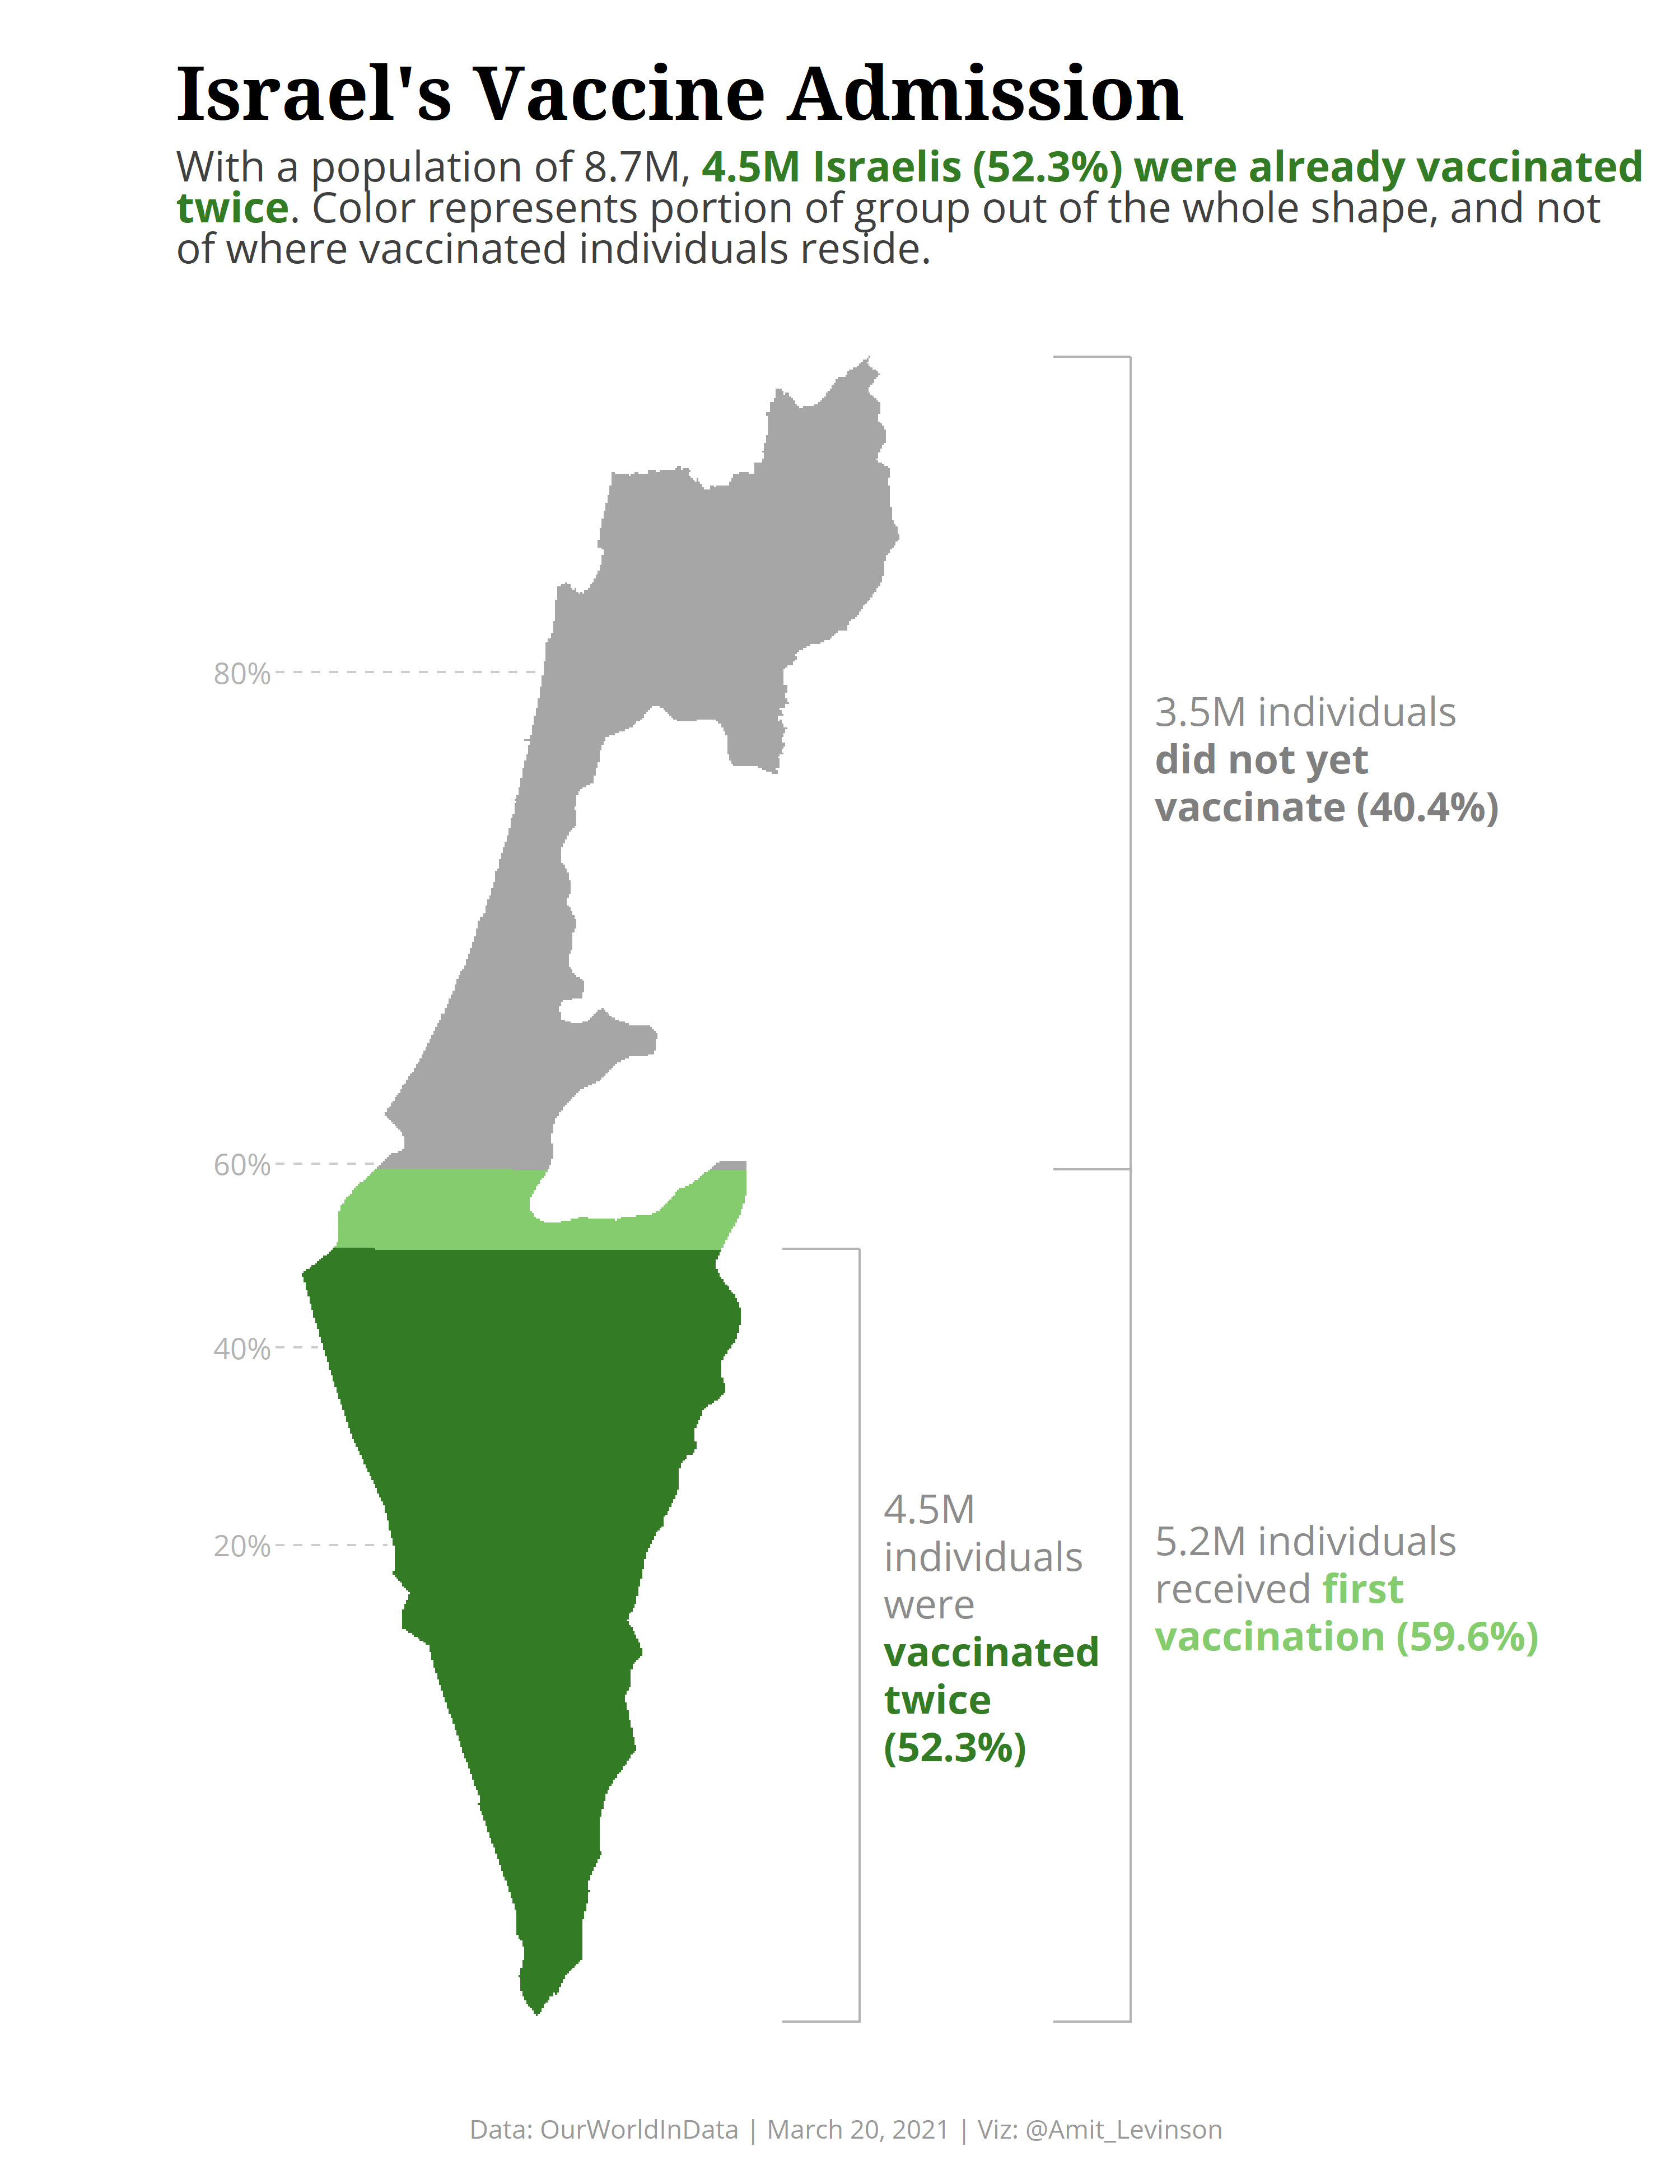 Israel's Vaccine Admission
With a population of 8.7M, 4.5M Israelis (52.3%) were already vaccinated
twice. Color represents portion of group out of the whole shape, and not
of where vaccinated individuals reside.
80%
3.5M individuals
did not yet
vaccinate (40.4%)
60%
40%
20%
4.5M
individuals
were
vaccinated
twice
(52.3%)
5.2M individuals
received first
vaccination (59.6%)
Data: OurWorldInData | March 20, 2021 | Viz: @Amit_Levinson